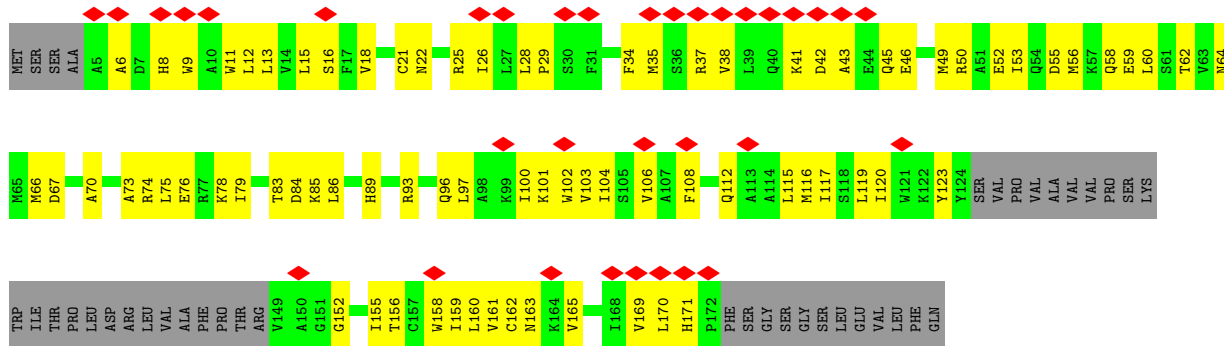 MET SER SER ALA A5 A6 D7 H8 W9 A10 W11 L12 L13 V14 L15 S16 F17 V18 C21 N22 R25 I26 L27 L28 P29 S30 F31 F34 M35 S36 R37 V38 L39 Q40 K41 D42 A43 E44 Q45 E46 M49 R50 A51 E52 I53 Q54 D55 M56 K57 Q58 E59 L60 S61 T62 V63 N64
M65 M66 D67 A70 A73 R74 L75 E76 R77 K78 I79 T83 D84 K85 L86 H89 R93 Q96 L97 A98 K99 I100 K101 W102 V103 I104 S105 V106 A107 F108 Q112 A113 A114 L115 M116 I117 S118 L119 I120 W121 K122 Y123 Y124 SER VAL PRO VAL ALA VAL VAL PRO SER LYS
TRP ILE THR PRO LEU ASP ARG LEU VAL ALA PHE PRO THR ARG V149 A150 G151 G152 I155 T156 C157 W158 I159 L160 V161 C162 N163 K164 V165 I168 V169 L170 H171 P172 PHE SER GLY SER GLY SER LEU GLU VAL LEU PHE GLN